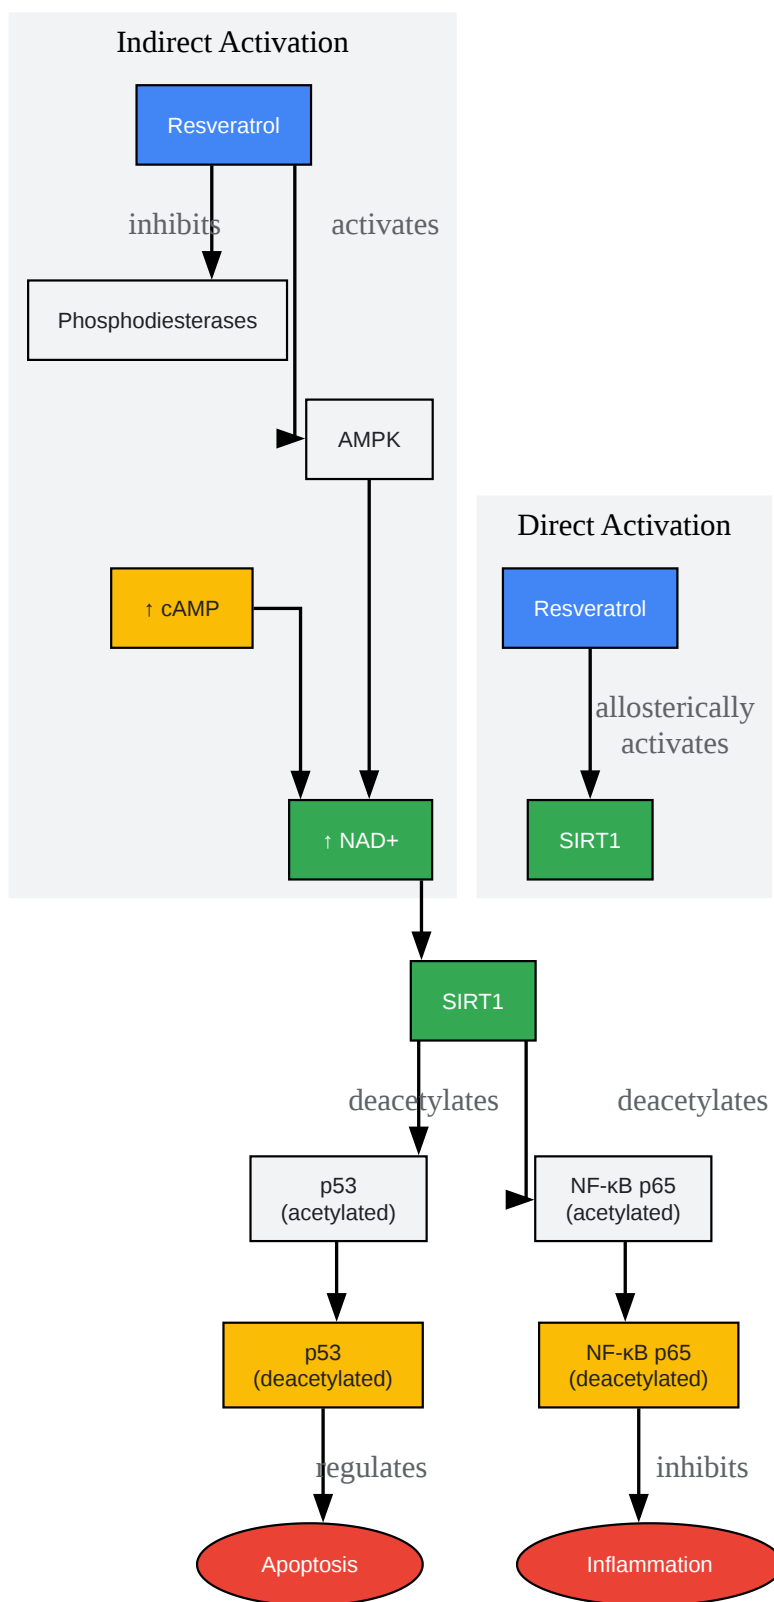 Indirect Activation
Resveratrol
inhibits
activates
Phosphodiesterases
AMPK
Direct Activation
↑ cAMP
Resveratrol
allosterically
activates
↑ NAD+
SIRT1
SIRT1
deacetylates
deacetylates
p53
(acetylated)
NF-κB p65
(acetylated)
p53
(deacetylated)
NF-κB p65
(deacetylated)
regulates
inhibits
Apoptosis
Inflammation